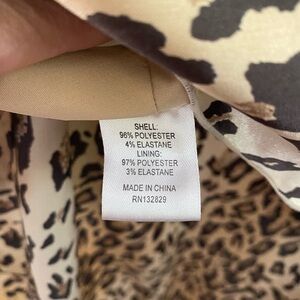 SHELL:
96% POLYESTER
4% ELASTANE
LINING:
97% POLYESTER
3% ELASTANE
MADE IN CHINA
RN132829